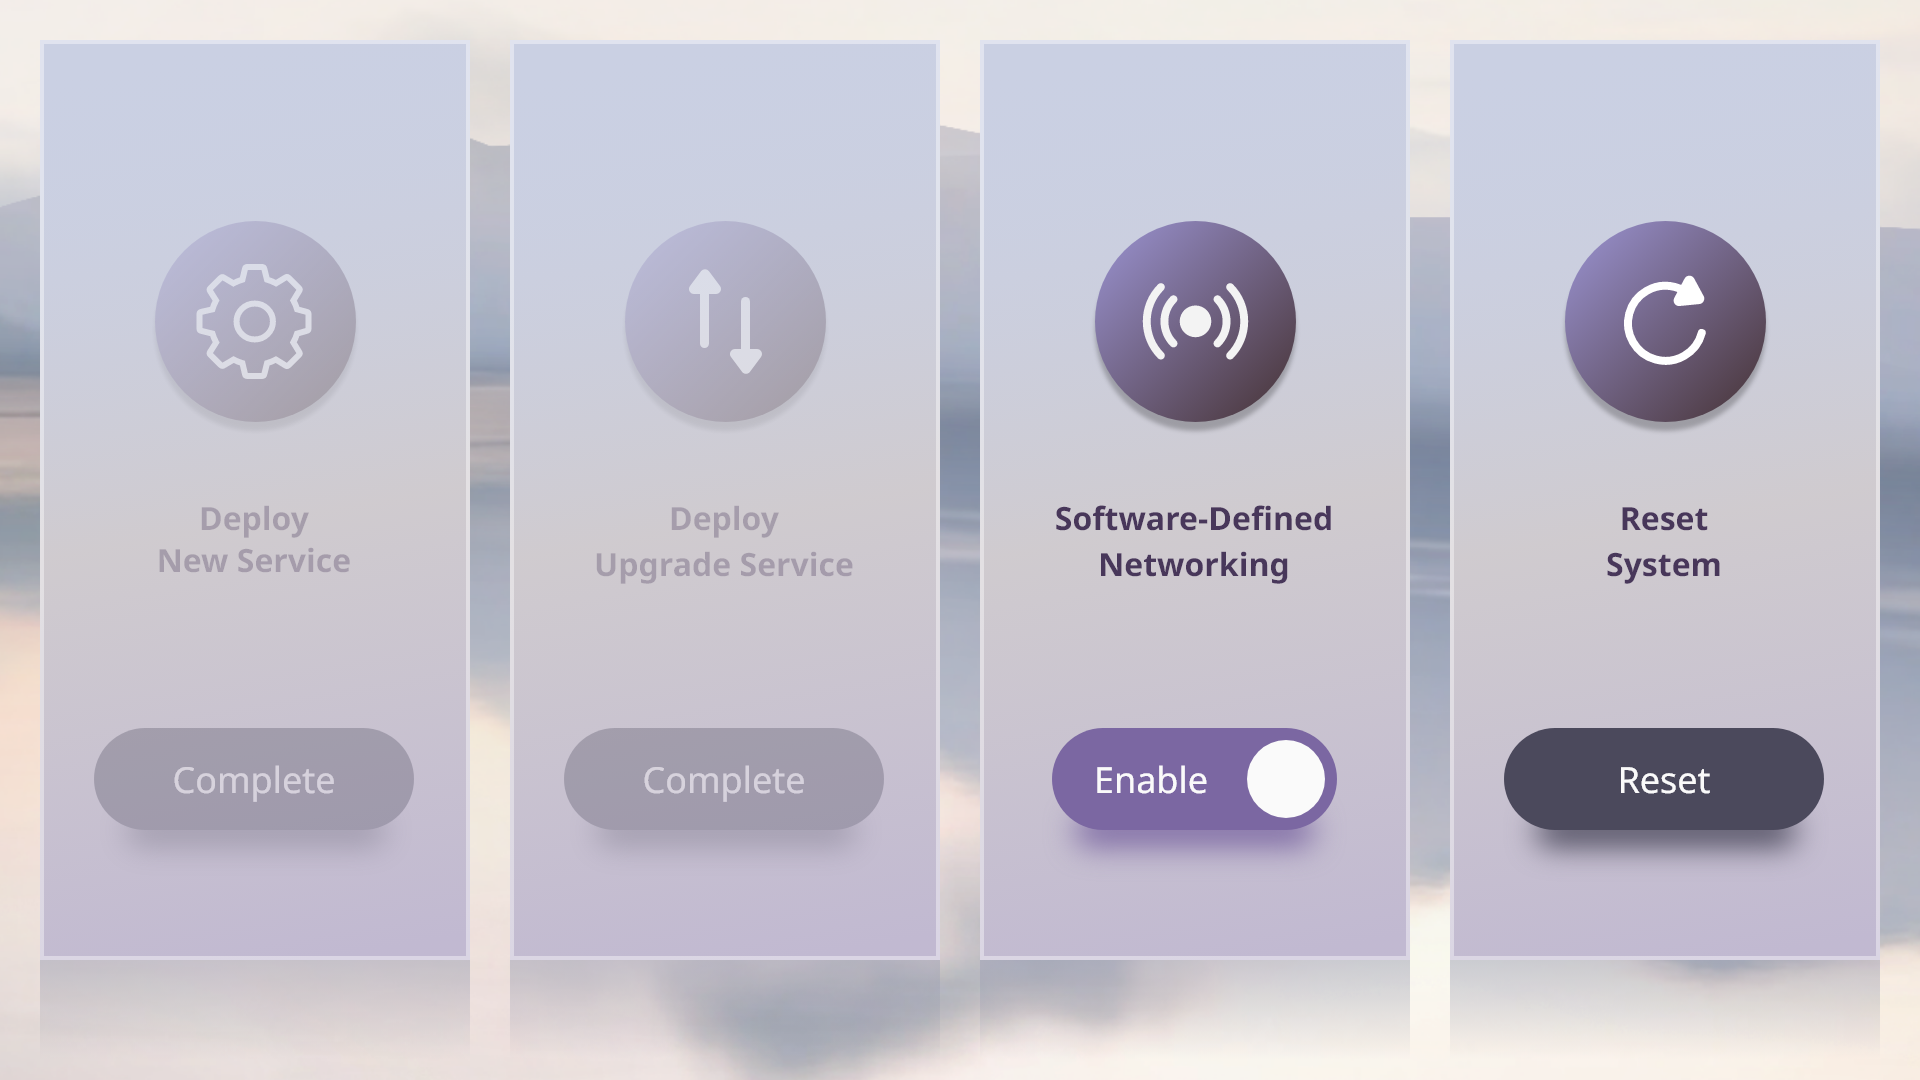 Deploy
New Service
Complete
Deploy
Upgrade Service
Complete
Software-Defined
Networking
Enable
Reset
System
Reset